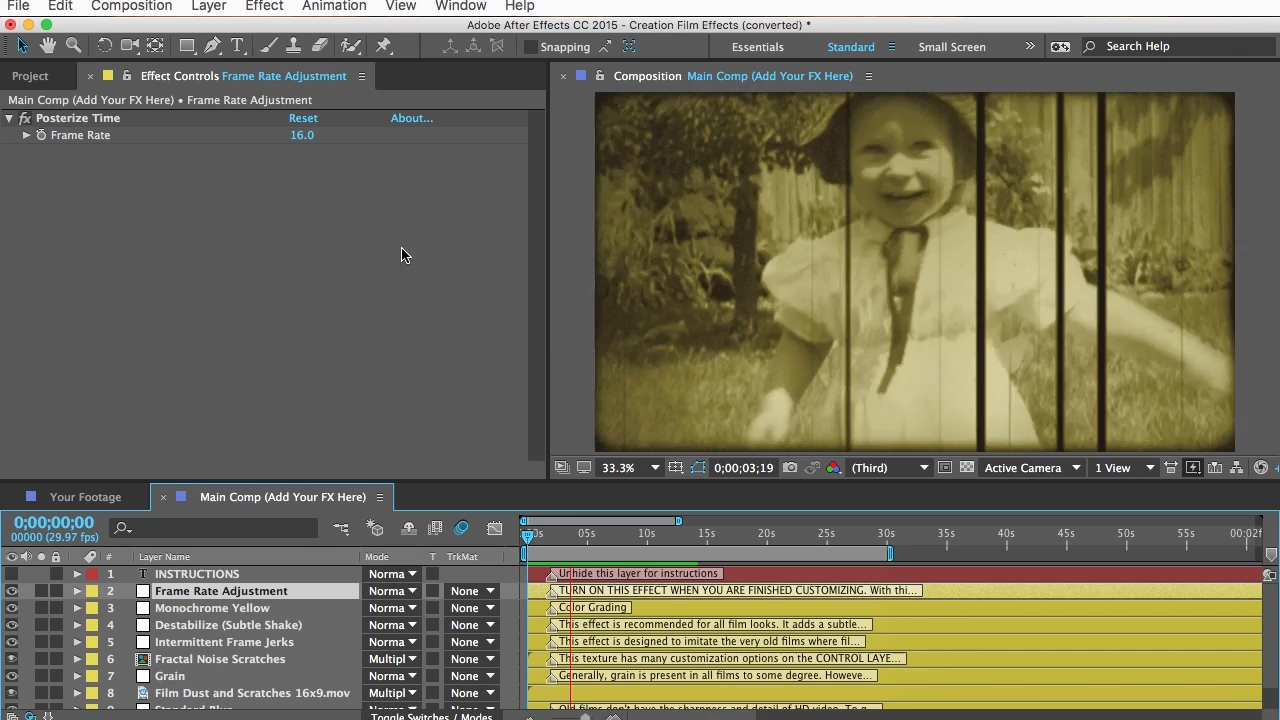 File Edit Composition Layer Effect Animation View Window Help
Adobe After Effects CC 2015 - Creation Film Effects (converted) *
Snapping Essentials Standard Small Screen Search Help
Project Effect Controls Frame Rate Adjustment
Composition Main Comp (Add Your FX Here)
Main Comp (Add Your FX Here) • Frame Rate Adjustment
fx Posterize Time Reset About...
Frame Rate 16.0
33.3% 0;00;03;19 (Third) Active Camera 1 View
Your Footage Main Comp (Add Your FX Here)
0;00;00;00
00000 (29.97 fps)
05s 10s 15s 20s 25s 30s 35s 40s 45s 50s 55s
# Layer Name Mode T TrkMat
1 T INSTRUCTIONS Norma Unhide this layer for instructions
2 Frame Rate Adjustment Norma None TURN ON THIS EFFECT WHEN YOU ARE FINISHED CUSTOMIZING. With thi...
3 Monochrome Yellow Norma None Color Grading
4 Destabilize (Subtle Shake) Norma None This effect is recommended for all film looks. It adds a subtle...
5 Intermittent Frame Jerks Norma None This effect is designed to imitate the very old films where fil...
6 Fractal Noise Scratches Multipl None This texture has many customization options on the CONTROL LAYE...
7 Grain Norma None Generally, grain is present in all films to some degree. Howeve...
8 Film Dust and Scratches 16x9.mov Multipl None
Toggle Switches / Modes